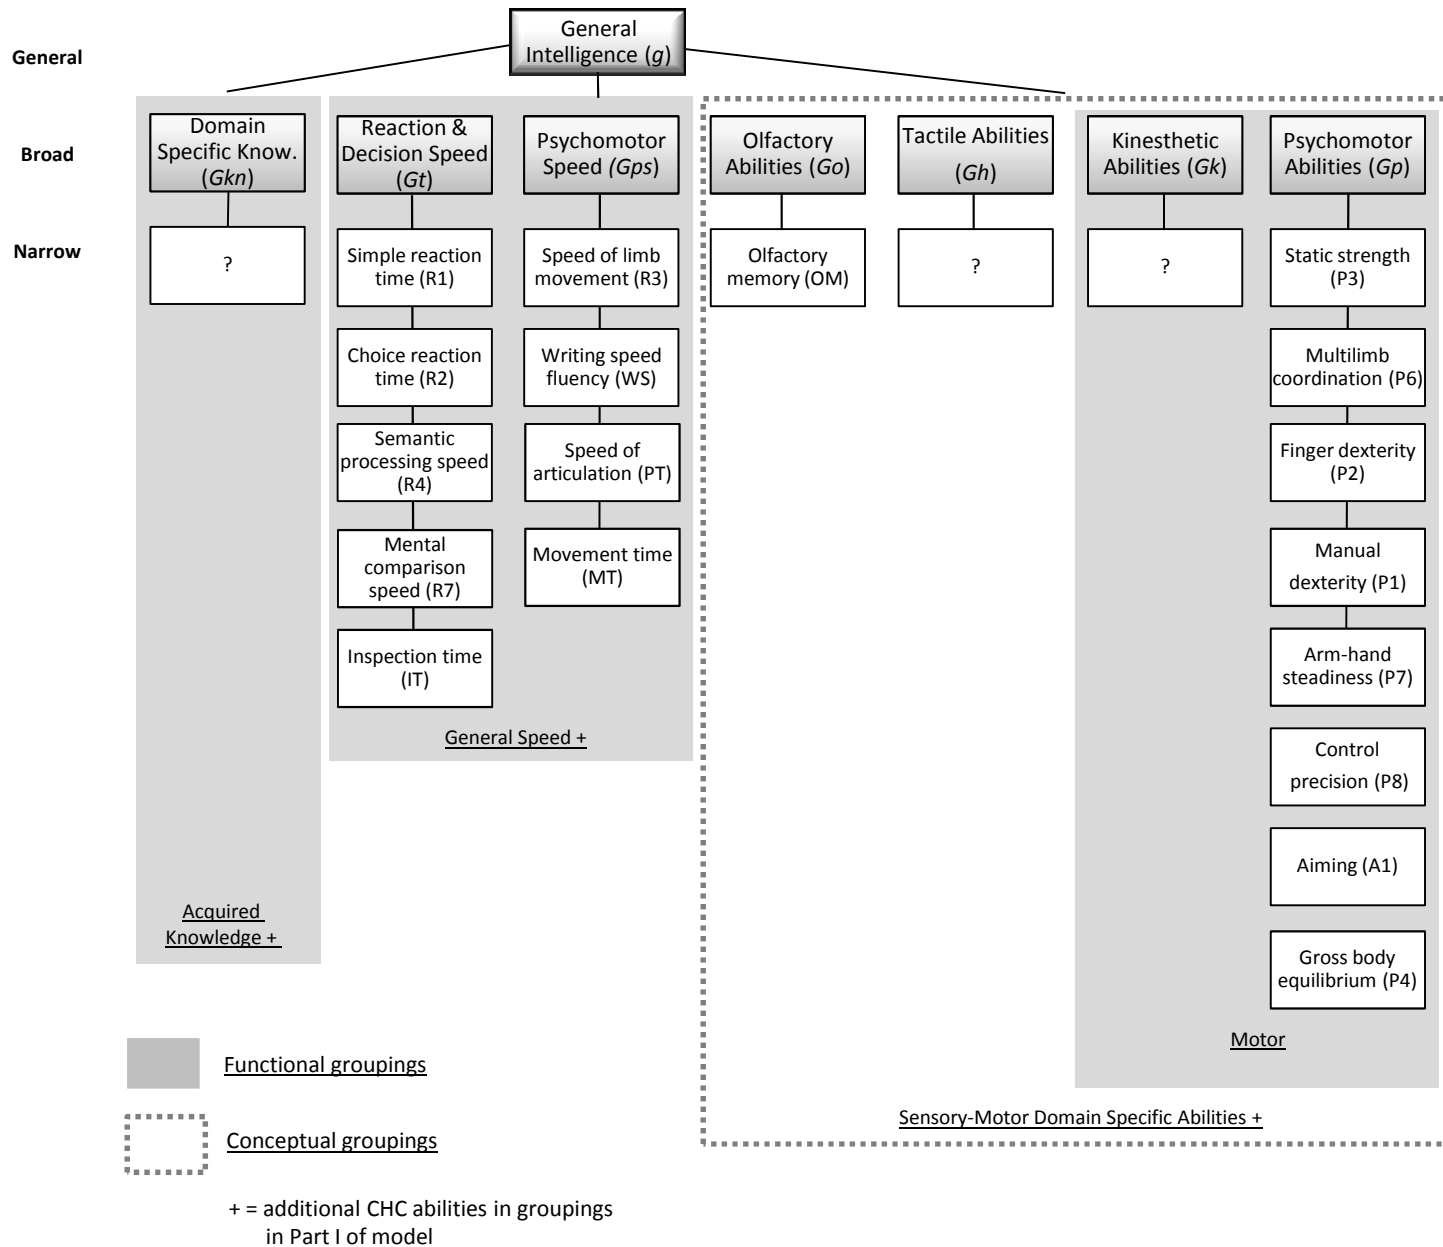 General
Intelligence (g)
General
Broad
Narrow
Domain
Specific Know.
(Gkn)
?
Acquired
Knowledge +
Reaction &
Decision Speed
(Gt)
Simple reaction
time (R1)
Choice reaction
time (R2)
Semantic
processing speed
(R4)
Mental
comparison
speed (R7)
Inspection time
(IT)
Psychomotor
Speed (Gps)
Speed of limb
movement (R3)
Writing speed
fluency (WS)
Speed of
articulation (PT)
Movement time
(MT)
General Speed +
Olfactory
Abilities (Go)
Olfactory
memory (OM)
Tactile Abilities
(Gh)
?
Kinesthetic
Abilities (Gk)
?
Psychomotor
Abilities (Gp)
Static strength
(P3)
Multilimb
coordination (P6)
Finger dexterity
(P2)
Manual
dexterity (P1)
Arm-hand
steadiness (P7)
Control
precision (P8)
Aiming (A1)
Gross body
equilibrium (P4)
Motor
Sensory-Motor Domain Specific Abilities +
Functional groupings
Conceptual groupings
+ = additional CHC abilities in groupings
in Part I of model